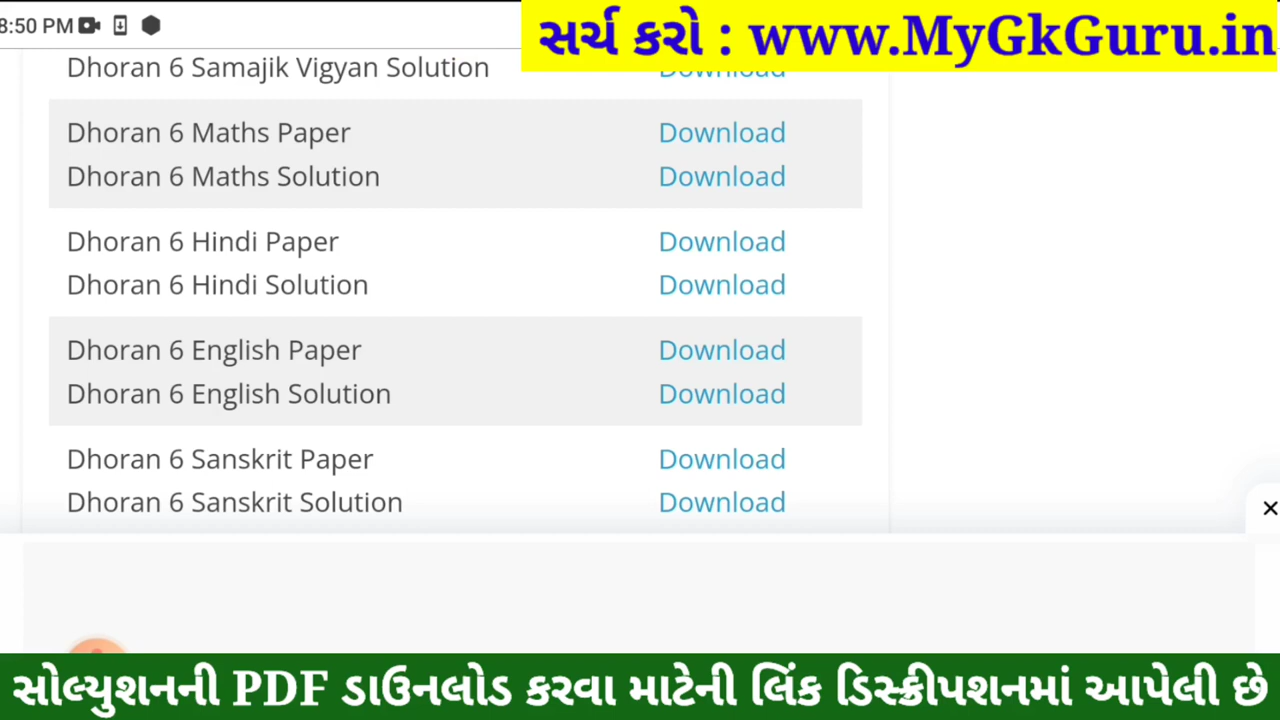 8:50 PM
સર્ચ કરો : www.MyGkGuru.in
Dhoran 6 Samajik Vigyan Solution Download
Dhoran 6 Maths Paper Download
Dhoran 6 Maths Solution Download
Dhoran 6 Hindi Paper Download
Dhoran 6 Hindi Solution Download
Dhoran 6 English Paper Download
Dhoran 6 English Solution Download
Dhoran 6 Sanskrit Paper Download
Dhoran 6 Sanskrit Solution Download
સોલ્યુશનની PDF ડાઉનલોડ કરવા માટેની લિંક ડિસ્ક્રીપશનમાં આપેલી છે